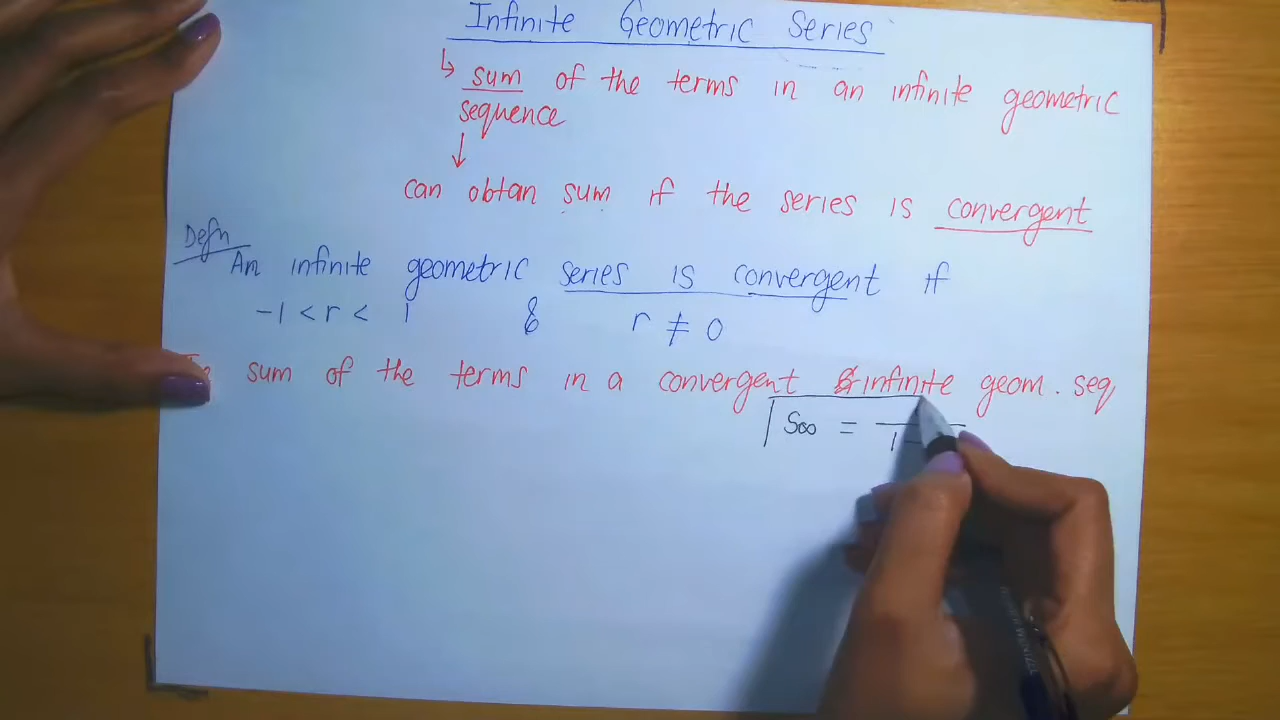 Infinite Geometric Series
↳ sum of the terms in an infinite geometric
sequence
↓
can obtan sum if the series is convergent
Defn
An infinite geometric series is convergent if
-1 < r < 1 & r ≠ 0
sum of the terms in a convergent infinite geom. seq
S∞ = 1 -